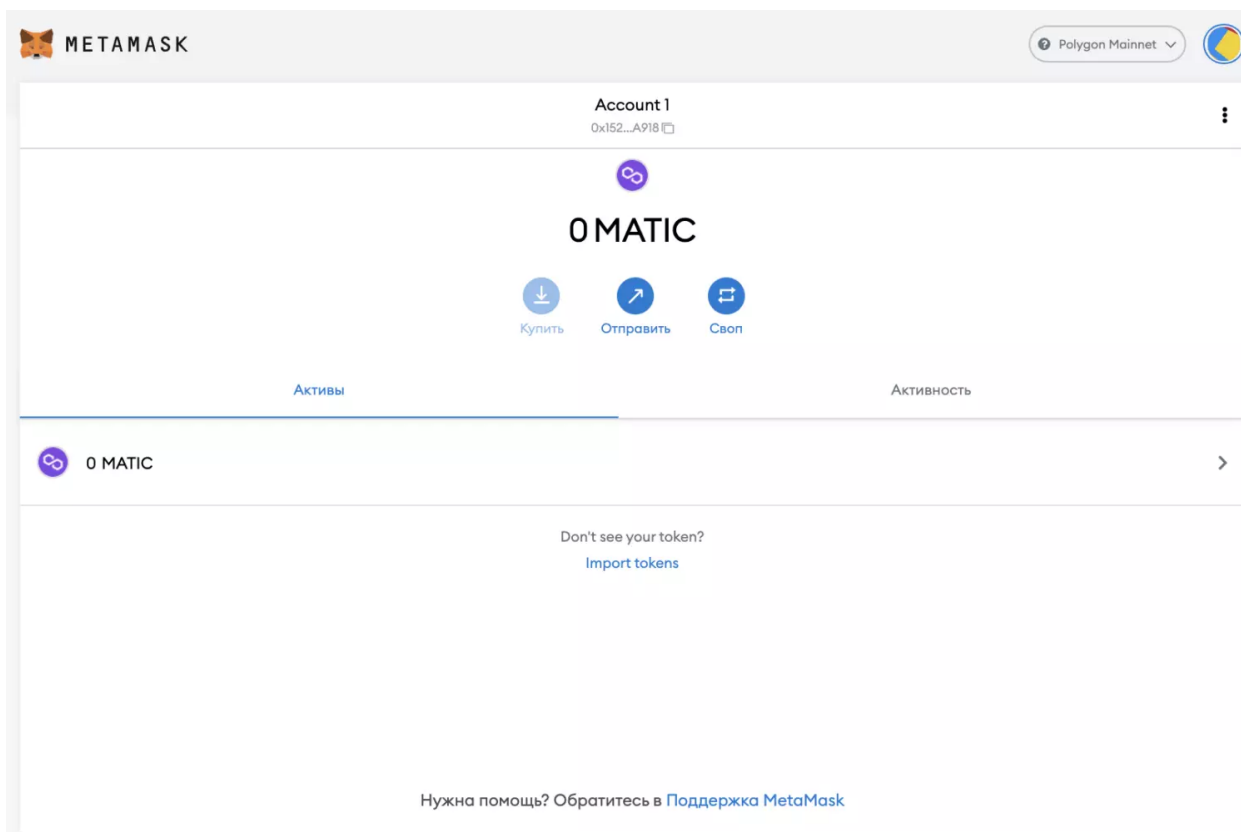 METAMASK
Polygon Mainnet
Account 1
0x152...A918
0 MATIC
Купить Отправить Своп
Активы Активность
0 MATIC
Don't see your token?
Import tokens
Нужна помощь? Обратитесь в Поддержка MetaMask